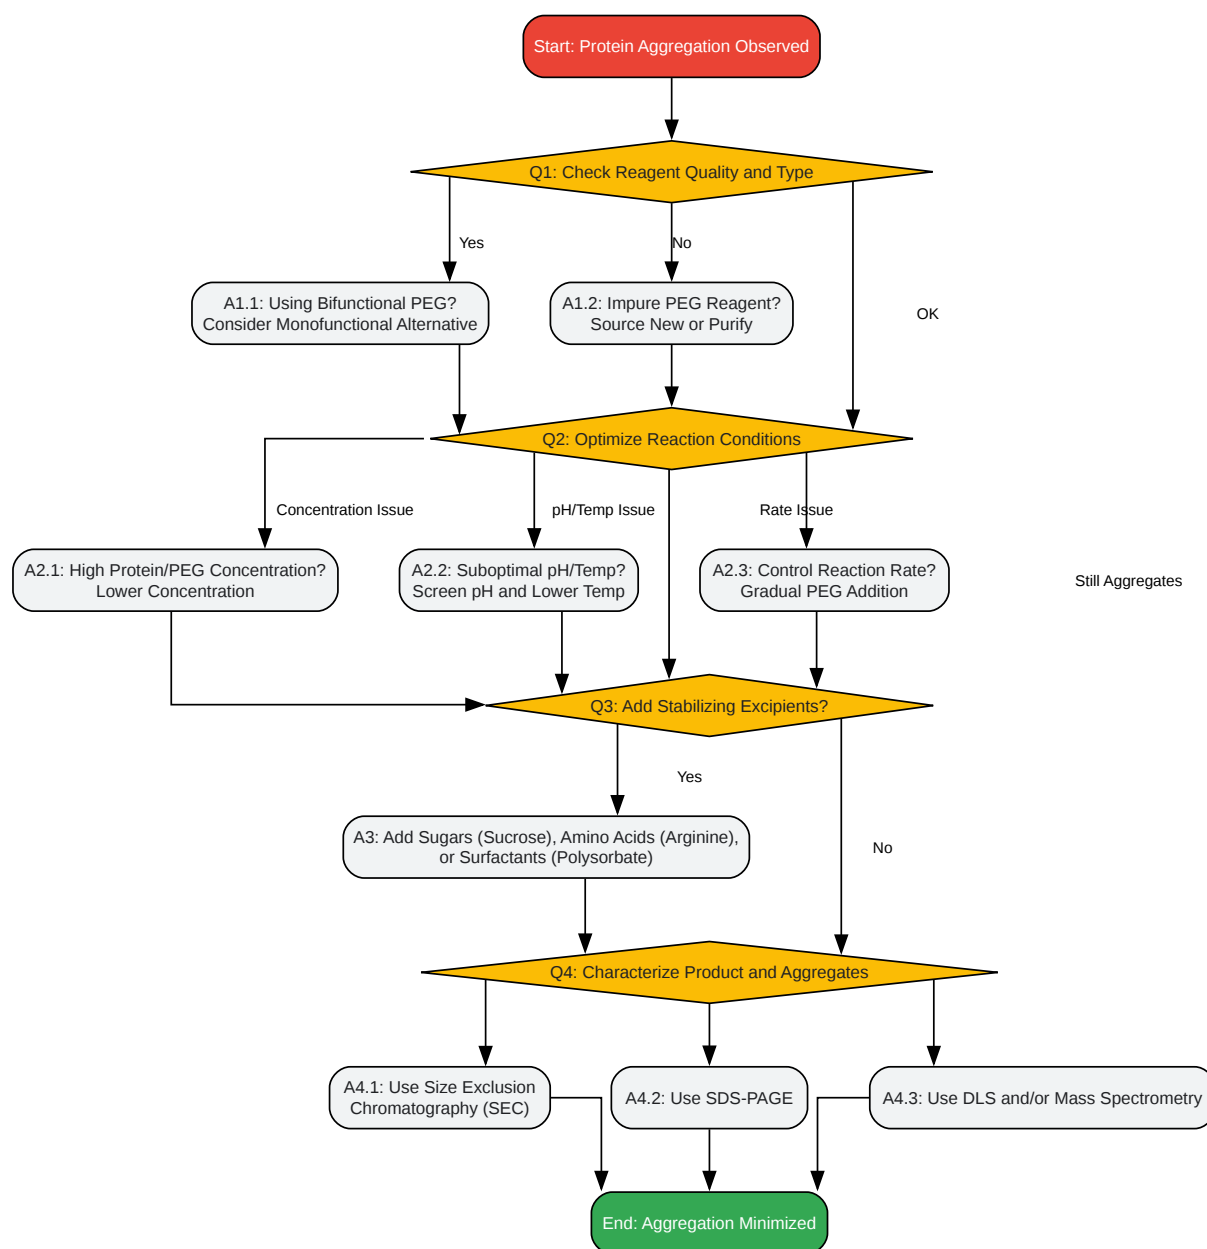 Start: Protein Aggregation Observed
Q1: Check Reagent Quality and Type
Yes
No
A1.1: Using Bifunctional PEG?
Consider Monofunctional Alternative
A1.2: Impure PEG Reagent?
Source New or Purify
OK
Q2: Optimize Reaction Conditions
Concentration Issue
pH/Temp Issue
Rate Issue
A2.1: High Protein/PEG Concentration?
Lower Concentration
A2.2: Suboptimal pH/Temp?
Screen pH and Lower Temp
A2.3: Control Reaction Rate?
Gradual PEG Addition
Still Aggregates
Q3: Add Stabilizing Excipients?
Yes
A3: Add Sugars (Sucrose), Amino Acids (Arginine),
or Surfactants (Polysorbate)
No
Q4: Characterize Product and Aggregates
A4.1: Use Size Exclusion
Chromatography (SEC)
A4.2: Use SDS-PAGE
A4.3: Use DLS and/or Mass Spectrometry
End: Aggregation Minimized